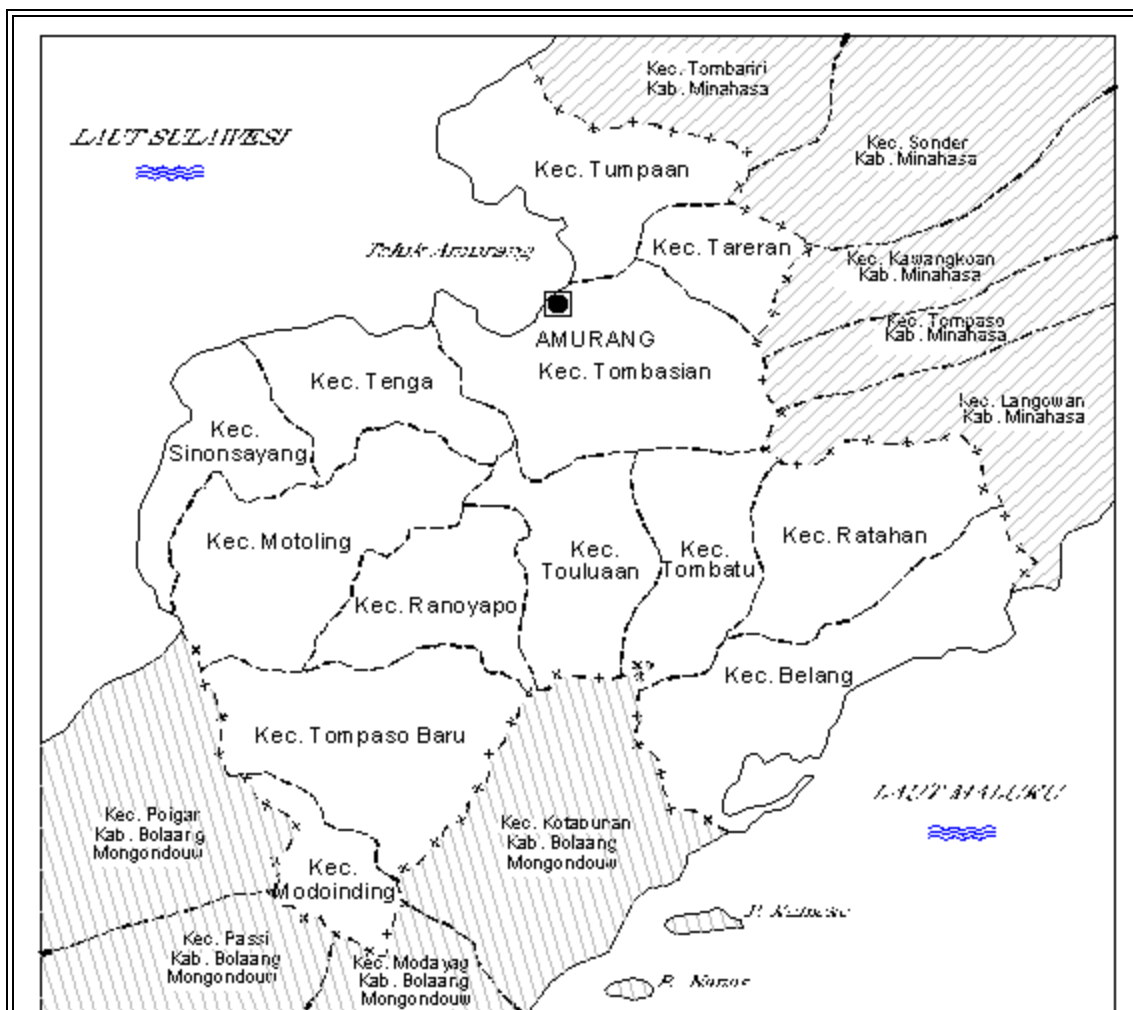 Kec. Tombariri
Kab. Minahasa
LAUT SULAWESI
Kec. Sonder
Kab. Minahasa
Kec. Tumpaan
Teluk Amurang
Kec. Tareran
Kec. Kawangkoan
Kab. Minahasa
Kec. Tompaso
Kab. Minahasa
AMURANG
Kec. Tombasian
Kec. Tenga
Kec. Langowan
Kab. Minahasa
Kec.
Sinonsayang
Kec. Motoling
Kec.
Touluaan
Kec.
Tombatu
Kec. Ratahan
Kec. Ranoyapo
Kec. Belang
Kec. Tompaso Baru
LAUT MALUKU
Kec. Poigar
Kab. Bolaang
Mongondouw
Kec. Kotabunan
Kab. Bolaang
Mongondouw
Kec.
Modoinding
P.
Kec. Passi
Kab. Bolaang
Mongondouw
Kec. Modayag
Kab. Bolaang
Mongondouw
P.